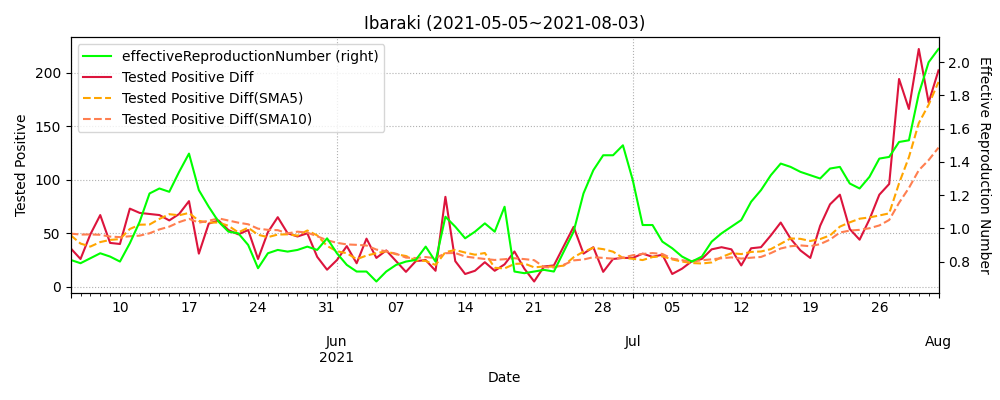 Ibaraki (2021-05-05~2021-08-03)
effectiveReproductionNumber (right)
Tested Positive Diff
Tested Positive Diff(SMA5)
Tested Positive Diff(SMA10)
Tested Positive
200
150
100
50
0
Effective Reproduction Number
2.0
1.8
1.6
1.4
1.2
1.0
0.8
10 17 24 31 07 14 21 28 05 12 19 26
Jun Jul Aug
2021
Date